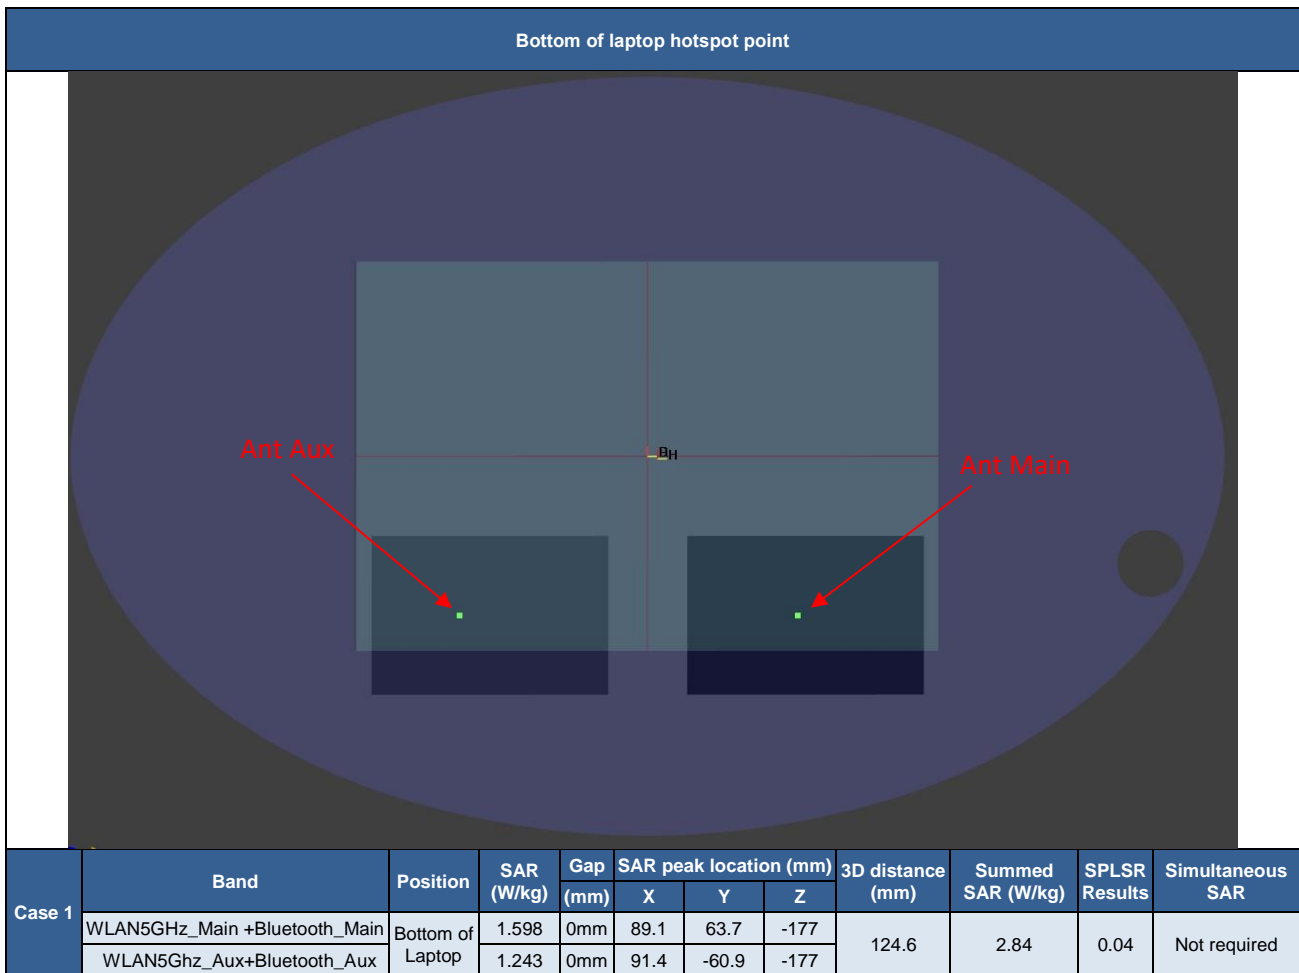 Bottom of laptop hotspot point
Ant Aux
Ant Main
Case 1
Band
Position
SAR (W/kg)
Gap (mm)
SAR peak location (mm)
X Y Z
3D distance (mm)
Summed SAR (W/kg)
SPLSR Results
Simultaneous SAR
WLAN5GHz_Main +Bluetooth_Main
Bottom of Laptop
1.598 0mm 89.1 63.7 -177
124.6 2.84 0.04 Not required
WLAN5Ghz_Aux+Bluetooth_Aux 1.243 0mm 91.4 -60.9 -177